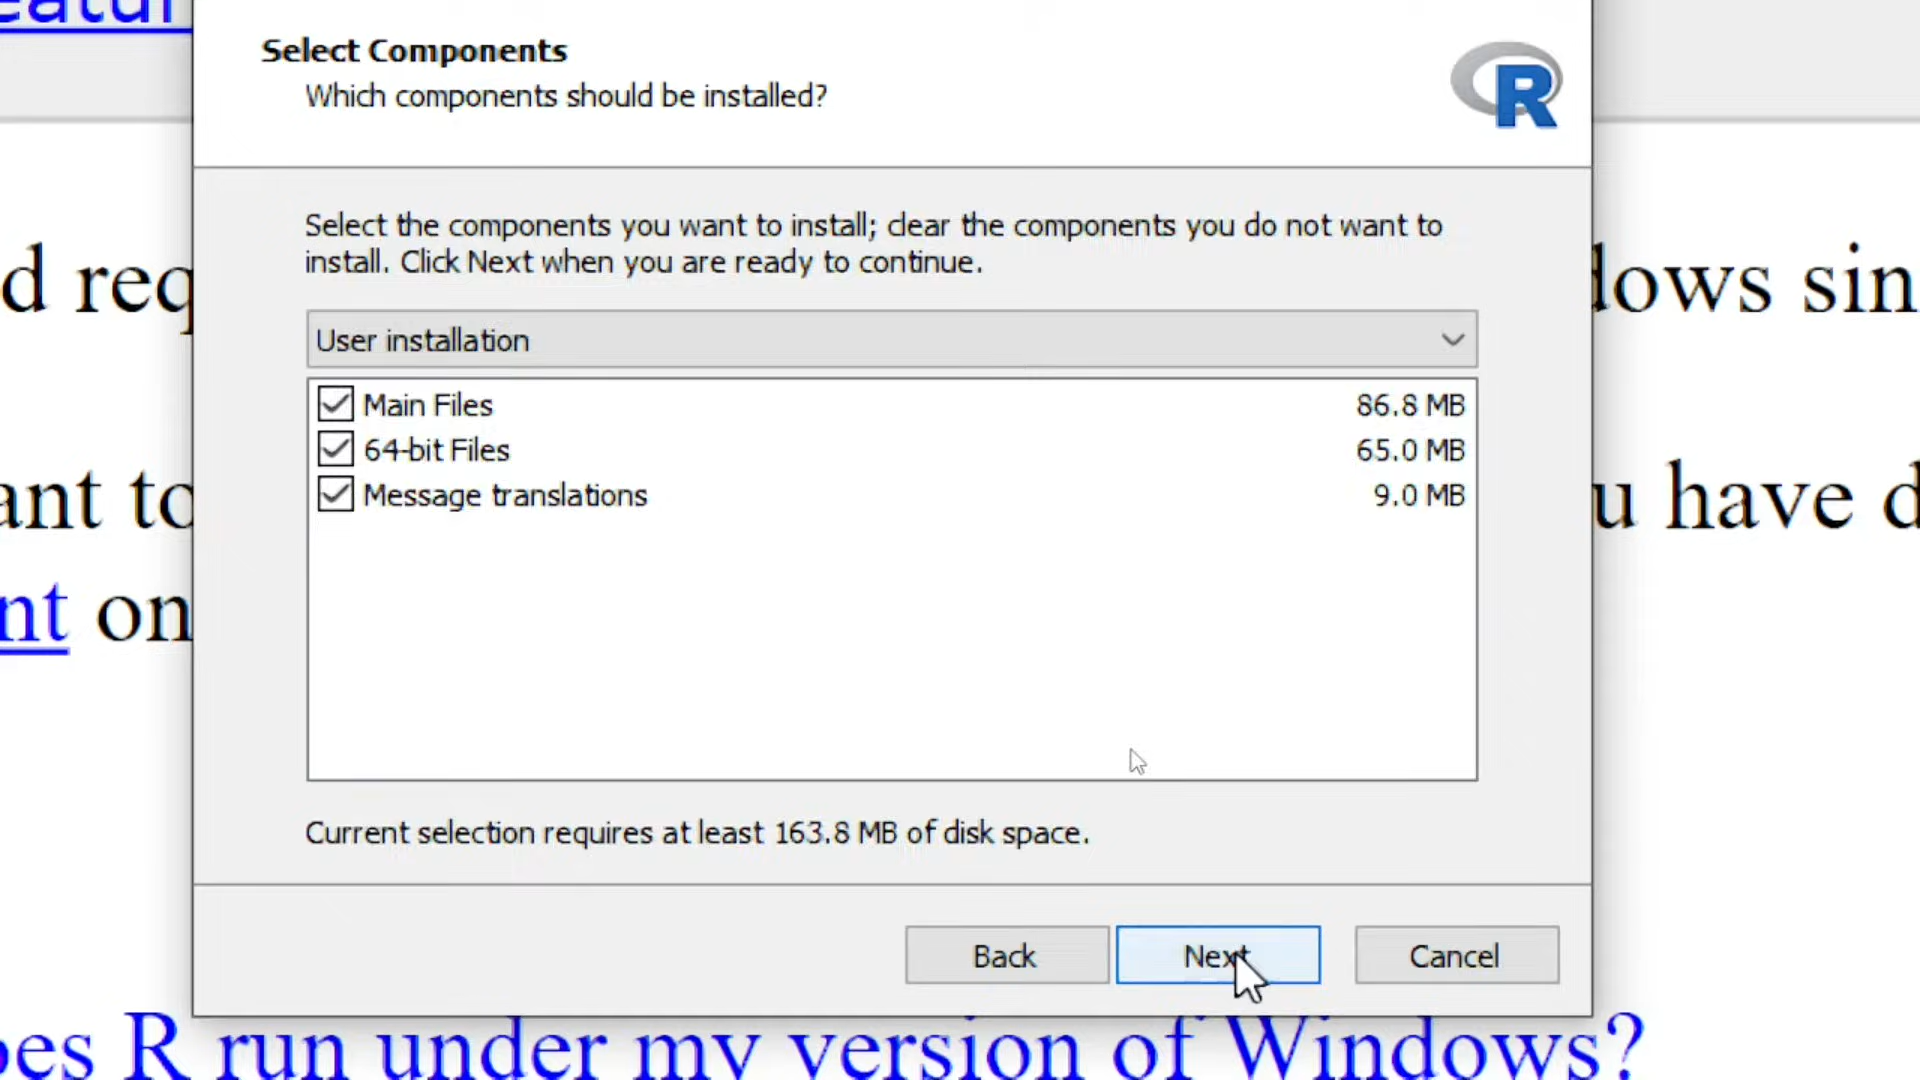 Select Components
Which components should be installed?
R
Select the components you want to install; clear the components you do not want to
install. Click Next when you are ready to continue.
d req
dows sin
User installation
Main Files 86.8 MB
64-bit Files 65.0 MB
Message translations 9.0 MB
ant to
u have d
nt on
Current selection requires at least 163.8 MB of disk space.
Back Next Cancel
oes R run under my version of Windows?